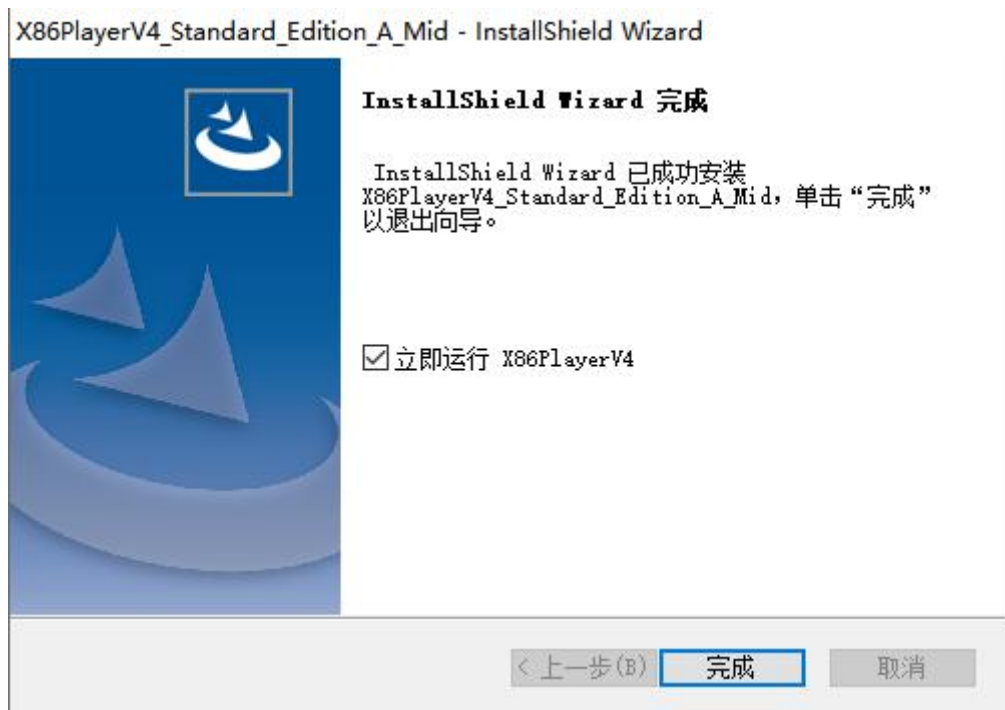 X86PlayerV4_Standard_Edition_A_Mid - InstallShield Wizard
InstallShield Wizard 完成
InstallShield Wizard 已成功安装
X86PlayerV4_Standard_Edition_A_Mid，单击“完成”
以退出向导。
立即运行 X86PlayerV4
< 上一步(B) 完成 取消